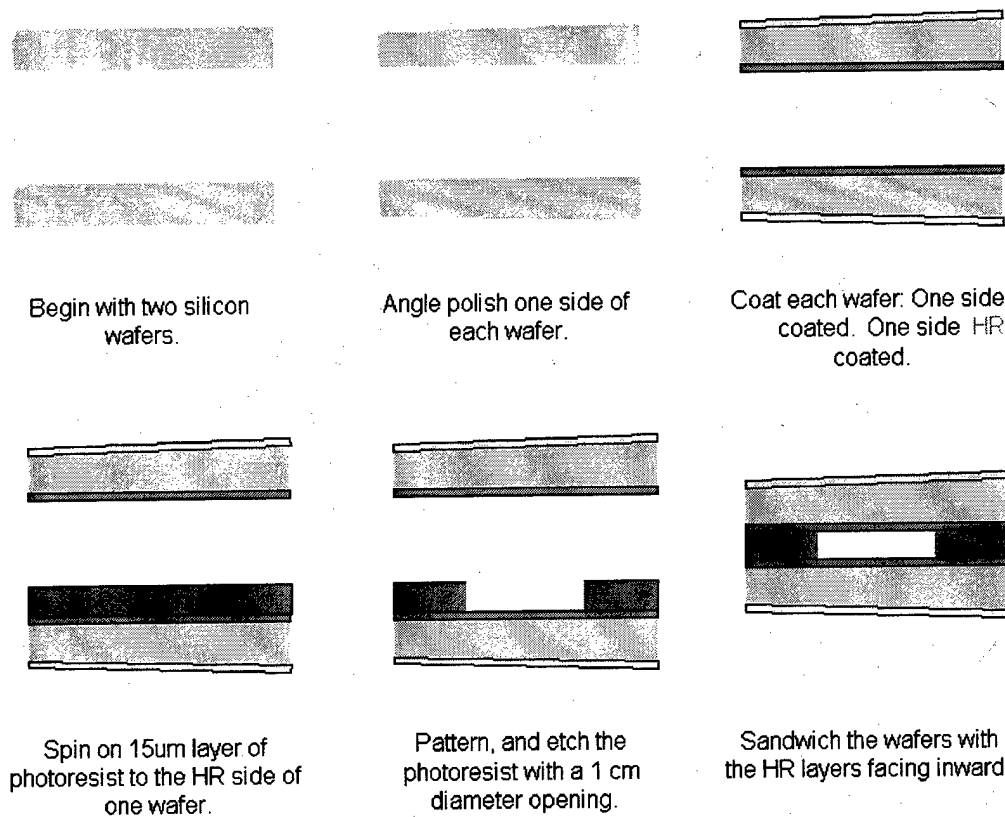 Begin with two silicon
wafers.
Angle polish one side of
each wafer.
Coat each wafer: One side
coated. One side HR
coated.
Spin on 15um layer of
photoresist to the HR side of
one wafer.
Pattern, and etch the
photoresist with a 1 cm
diameter opening.
Sandwich the wafers with
the HR layers facing inward